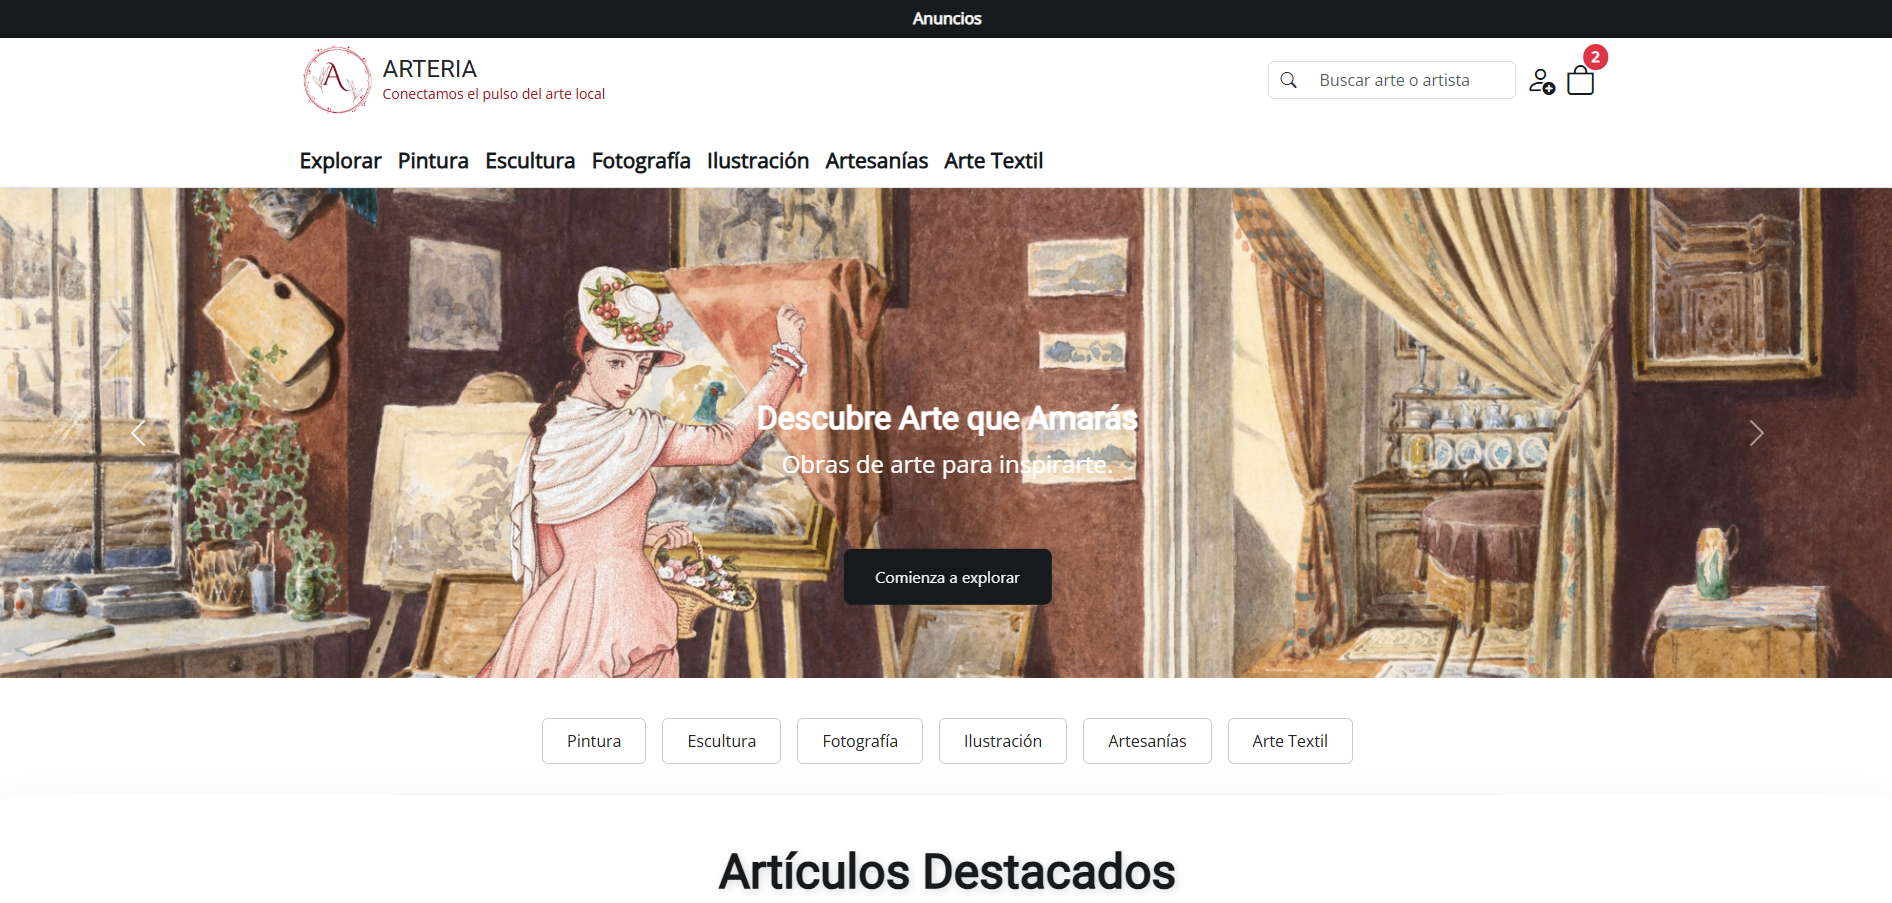 Anuncios
A
ARTERIA
Conectamos el pulso del arte local
Buscar arte o artista
2
Explorar Pintura Escultura Fotografía Ilustración Artesanías Arte Textil
Descubre Arte que Amarás
Obras de arte para inspirarte.
Comienza a explorar
Pintura Escultura Fotografía Ilustración Artesanías Arte Textil
Artículos Destacados